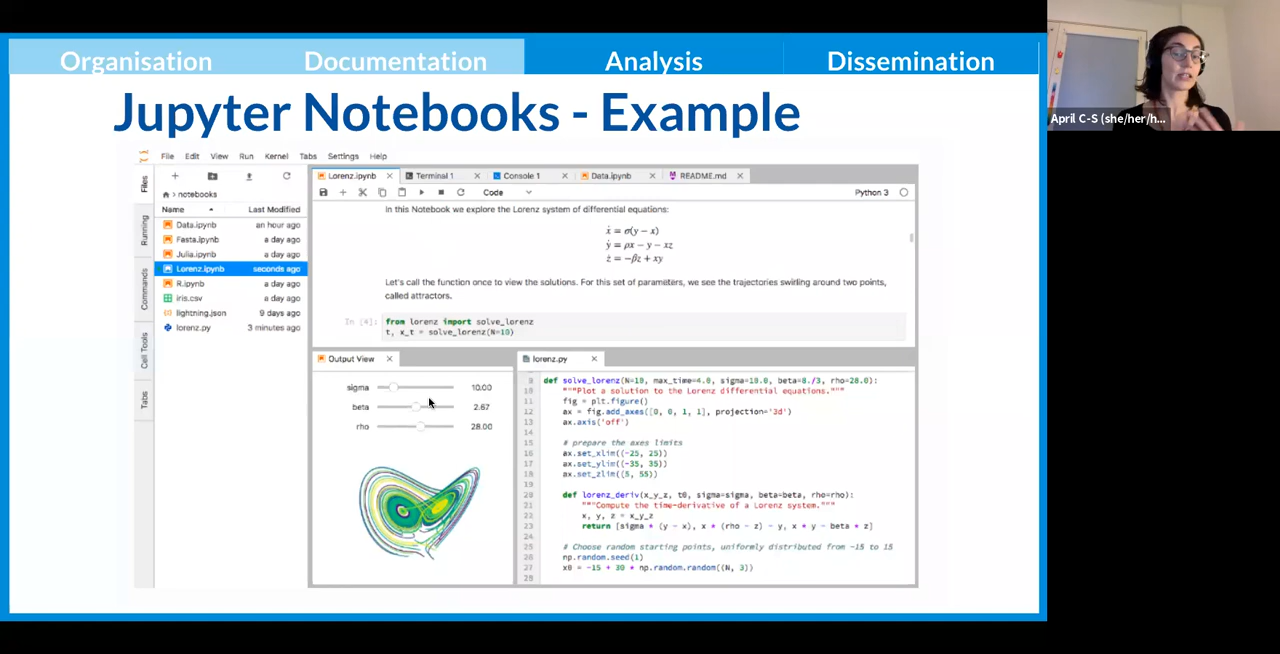 Organisation Documentation Analysis Dissemination
Jupyter Notebooks - Example
April C-S (she/her/h...
File Edit View Run Kernel Tabs Settings Help
Files
Running
Commands
Cell Tools
Tabs
notebooks
Name Last Modified
Data.ipynb an hour ago
Fasta.ipynb a day ago
Julia.ipynb a day ago
Lorenz.ipynb seconds ago
R.ipynb a day ago
iris.csv a day ago
lightning.json 9 days ago
lorenz.py 3 minutes ago
Lorenz.ipynb Terminal 1 Console 1 Data.ipynb README.md
Code Python 3
In this Notebook we explore the Lorenz system of differential equations:
ẋ = σ(y − x)
ẏ = ρx − y − xz
ż = −βz + xy
Let's call the function once to view the solutions. For this set of parameters, we see the trajectories swirling around two points,
called attractors.
In [4]: from lorenz import solve_lorenz
t, x_t = solve_lorenz(N=10)
Output View
sigma 10.00
beta 2.67
rho 28.00
lorenz.py
9 def solve_lorenz(N=10, max_time=4.0, sigma=10.0, beta=8./3, rho=28.0):
10 """Plot a solution to the Lorenz differential equations."""
11 fig = plt.figure()
12 ax = fig.add_axes([0, 0, 1, 1], projection='3d')
13 ax.axis('off')
14
15 # prepare the axes limits
16 ax.set_xlim((-25, 25))
17 ax.set_ylim((-35, 35))
18 ax.set_zlim((5, 55))
19
20 def lorenz_deriv(x_y_z, t0, sigma=sigma, beta=beta, rho=rho):
21 """Compute the time-derivative of a Lorenz system."""
22 x, y, z = x_y_z
23 return [sigma * (y - x), x * (rho - z) - y, x * y - beta * z]
24
25 # Choose random starting points, uniformly distributed from -15 to 15
26 np.random.seed(1)
27 x0 = -15 + 30 * np.random.random((N, 3))
28